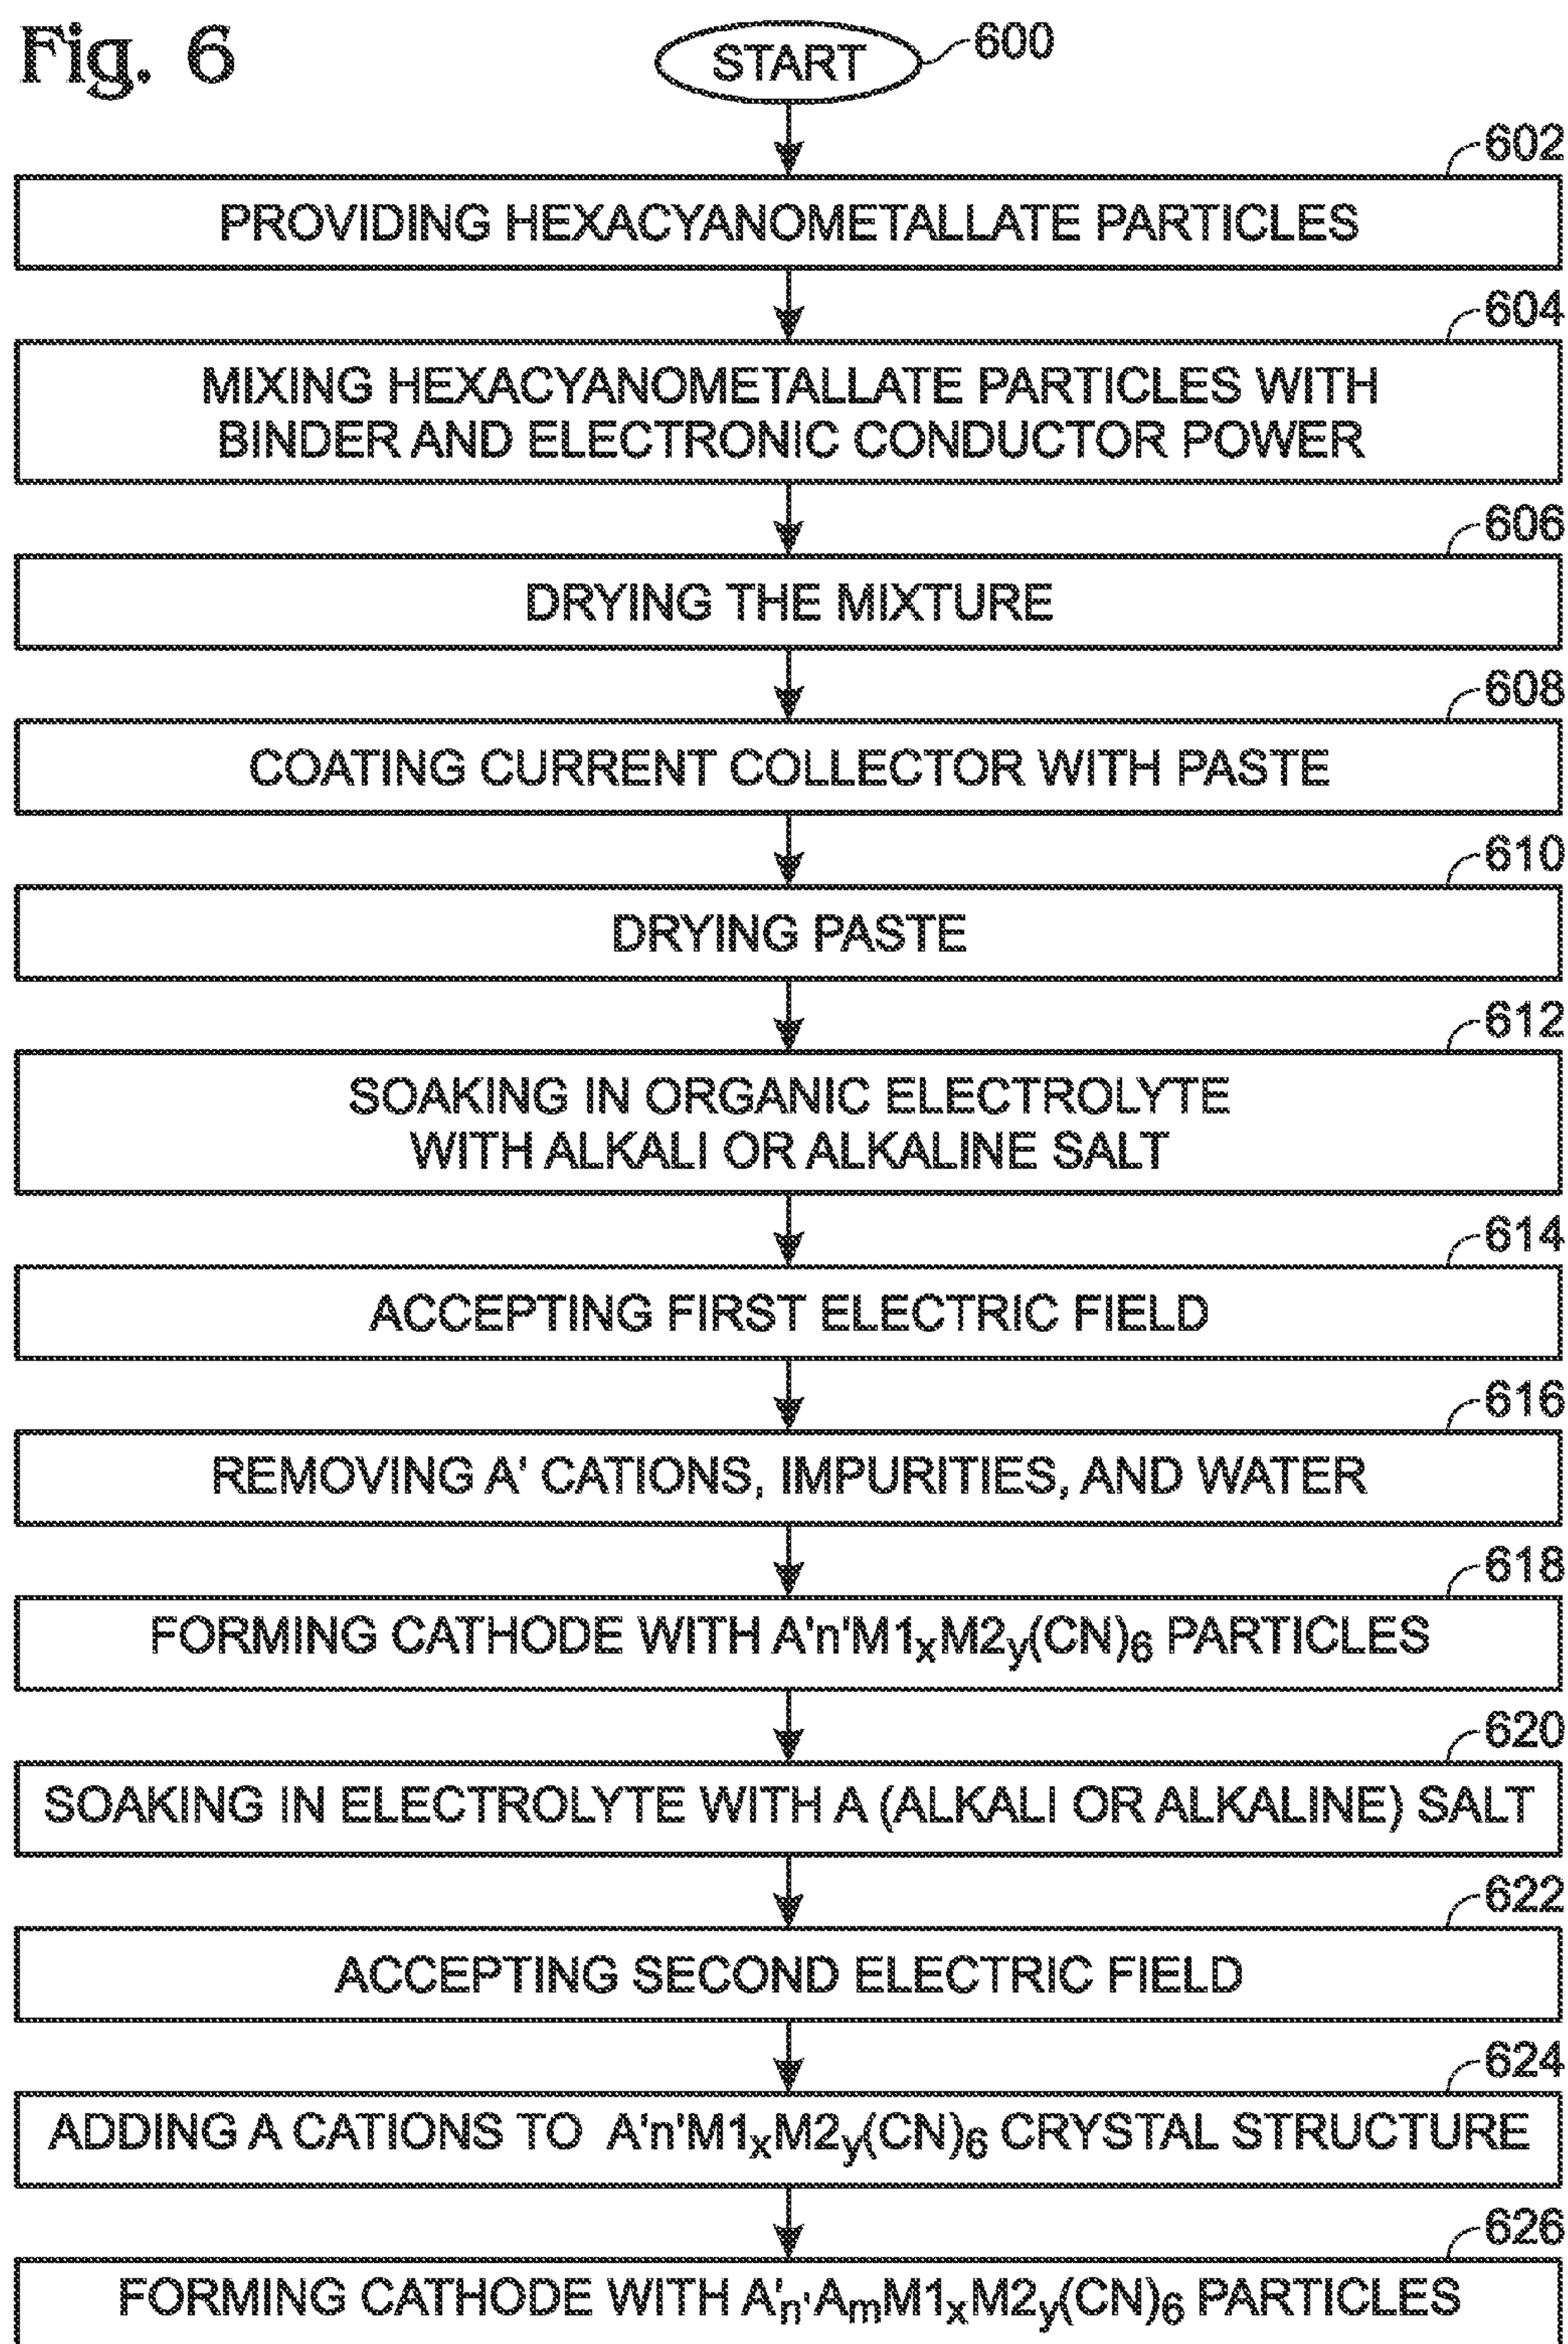 Fig. 6
START
600
602
PROVIDING HEXACYANOMETALLATE PARTICLES
604
MIXING HEXACYANOMETALLATE PARTICLES WITH
BINDER AND ELECTRONIC CONDUCTOR POWER
606
DRYING THE MIXTURE
608
COATING CURRENT COLLECTOR WITH PASTE
610
DRYING PASTE
612
SOAKING IN ORGANIC ELECTROLYTE
WITH ALKALI OR ALKALINE SALT
614
ACCEPTING FIRST ELECTRIC FIELD
616
REMOVING A' CATIONS, IMPURITIES, AND WATER
618
FORMING CATHODE WITH A'n'M1ₓM2ᵧ(CN)₆ PARTICLES
620
SOAKING IN ELECTROLYTE WITH A (ALKALI OR ALKALINE) SALT
622
ACCEPTING SECOND ELECTRIC FIELD
624
ADDING A CATIONS TO A'n'M1ₓM2ᵧ(CN)₆ CRYSTAL STRUCTURE
626
FORMING CATHODE WITH A'ₙ'AₘM1ₓM2ᵧ(CN)₆ PARTICLES